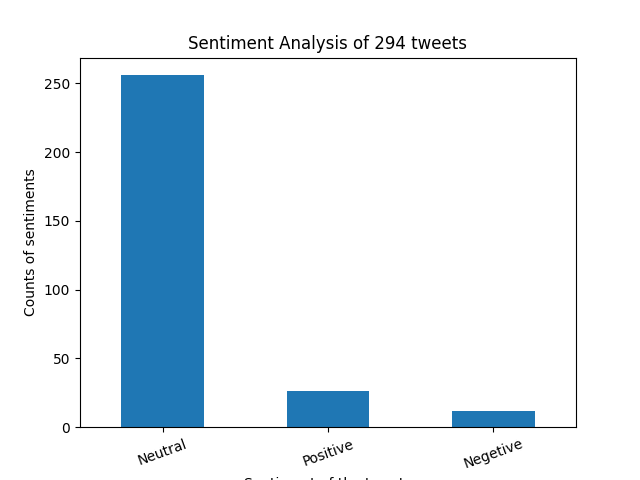 Sentiment Analysis of 294 tweets
Counts of sentiments
250
200
150
100
50
0
Neutral
Positive
Negetive